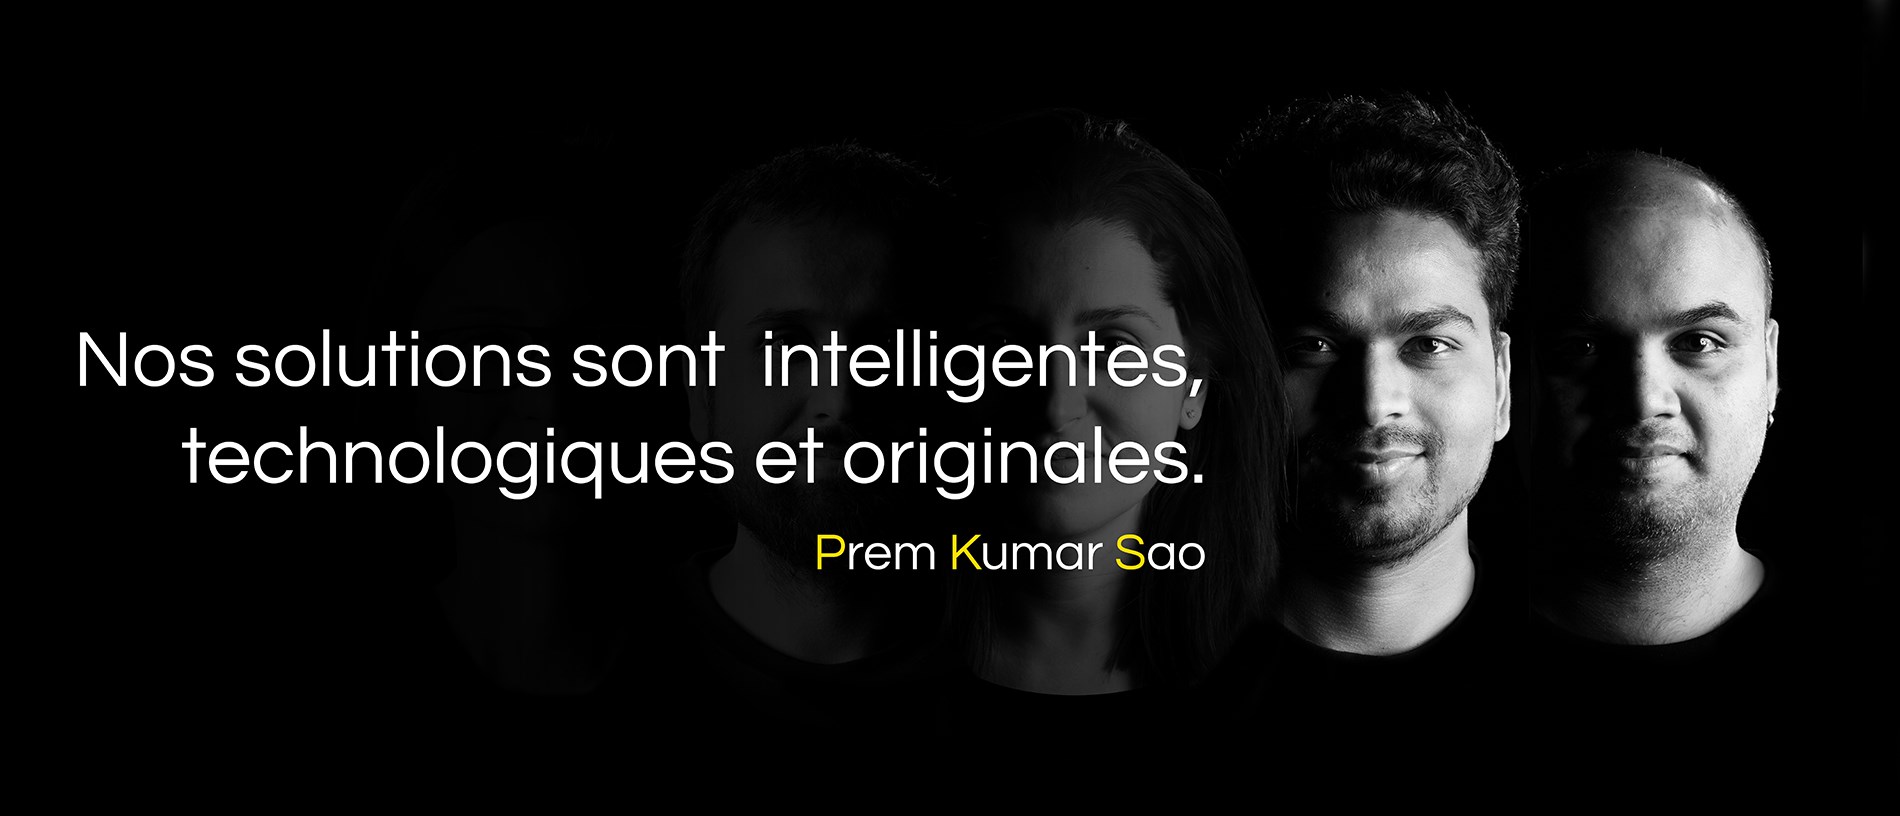 Nos solutions sont  intelligentes,
technologiques et originales.
Prem Kumar Sao